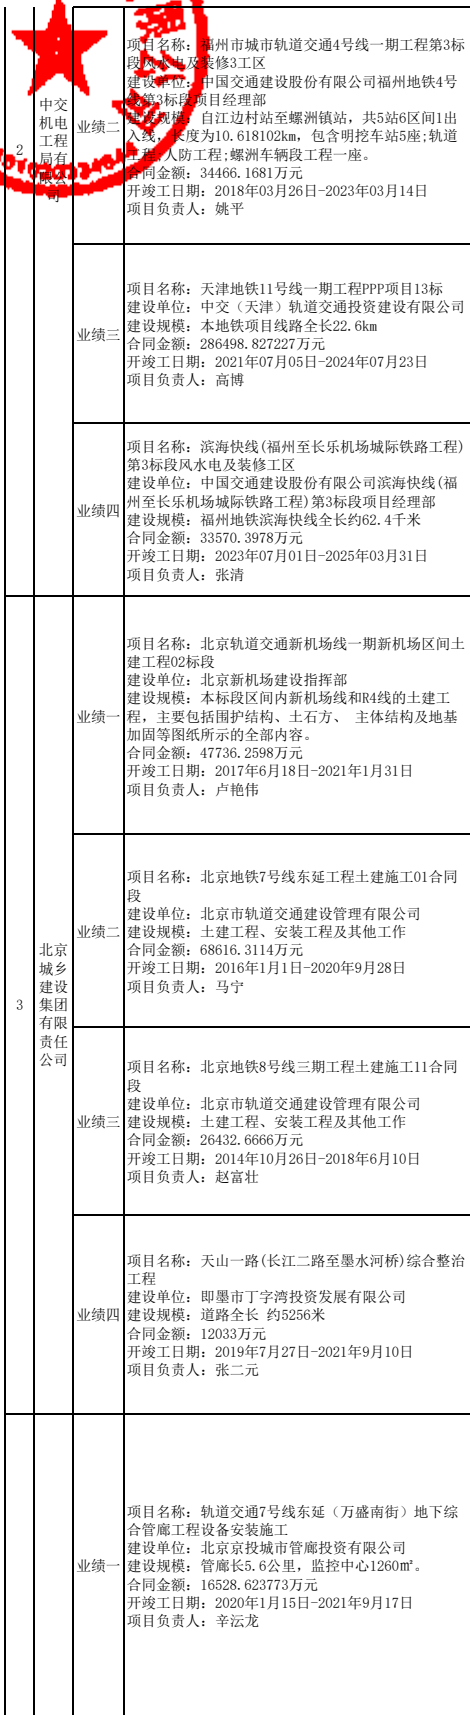 2
中交
机电
工程
局有
限公
司
业绩二
项目名称：福州市城市轨道交通4号线一期工程第3标
段风水电及装修3工区
建设单位：中国交通建设股份有限公司福州地铁4号
线第3标段项目经理部
建设规模：自江边村站至螺洲镇站，共5站6区间1出
入线，长度为10.618102km，包含明挖车站5座;轨道
工程;人防工程;螺洲车辆段工程一座。
合同金额：34466.1681万元
开竣工日期：2018年03月26日-2023年03月14日
项目负责人：姚平
业绩三
项目名称：天津地铁11号线一期工程PPP项目13标
建设单位：中交（天津）轨道交通投资建设有限公司
建设规模：本地铁项目线路全长22.6km
合同金额：286498.827227万元
开竣工日期：2021年07月05日-2024年07月23日
项目负责人：高博
业绩四
项目名称：滨海快线(福州至长乐机场城际铁路工程)
第3标段风水电及装修工区
建设单位：中国交通建设股份有限公司滨海快线(福
州至长乐机场城际铁路工程)第3标段项目经理部
建设规模：福州地铁滨海快线全长约62.4千米
合同金额：33570.3978万元
开竣工日期：2023年07月01日-2025年03月31日
项目负责人：张清
3
北京
城乡
建设
集团
有限
责任
公司
业绩一
项目名称：北京轨道交通新机场线一期新机场区间土
建工程02标段
建设单位：北京新机场建设指挥部
建设规模：本标段区间内新机场线和R4线的土建工
程，主要包括围护结构、土石方、 主体结构及地基
加固等图纸所示的全部内容。
合同金额：47736.2598万元
开竣工日期：2017年6月18日-2021年1月31日
项目负责人：卢艳伟
业绩二
项目名称：北京地铁7号线东延工程土建施工01合同
段
建设单位：北京市轨道交通建设管理有限公司
建设规模：土建工程、安装工程及其他工作
合同金额：68616.3114万元
开竣工日期：2016年1月1日-2020年9月28日
项目负责人：马宁
业绩三
项目名称：北京地铁8号线三期工程土建施工11合同
段
建设单位：北京市轨道交通建设管理有限公司
建设规模：土建工程、安装工程及其他工作
合同金额：26432.6666万元
开竣工日期：2014年10月26日-2018年6月10日
项目负责人：赵富壮
业绩四
项目名称：天山一路(长江二路至墨水河桥)综合整治
工程
建设单位：即墨市丁字湾投资发展有限公司
建设规模：道路全长 约5256米
合同金额：12033万元
开竣工日期：2019年7月27日-2021年9月10日
项目负责人：张二元
业绩一
项目名称：轨道交通7号线东延（万盛南街）地下综
合管廊工程设备安装施工
建设单位：北京京投城市管廊投资有限公司
建设规模：管廊长5.6公里，监控中心1260㎡。
合同金额：16528.623773万元
开竣工日期：2020年1月15日-2021年9月17日
项目负责人：辛沄龙